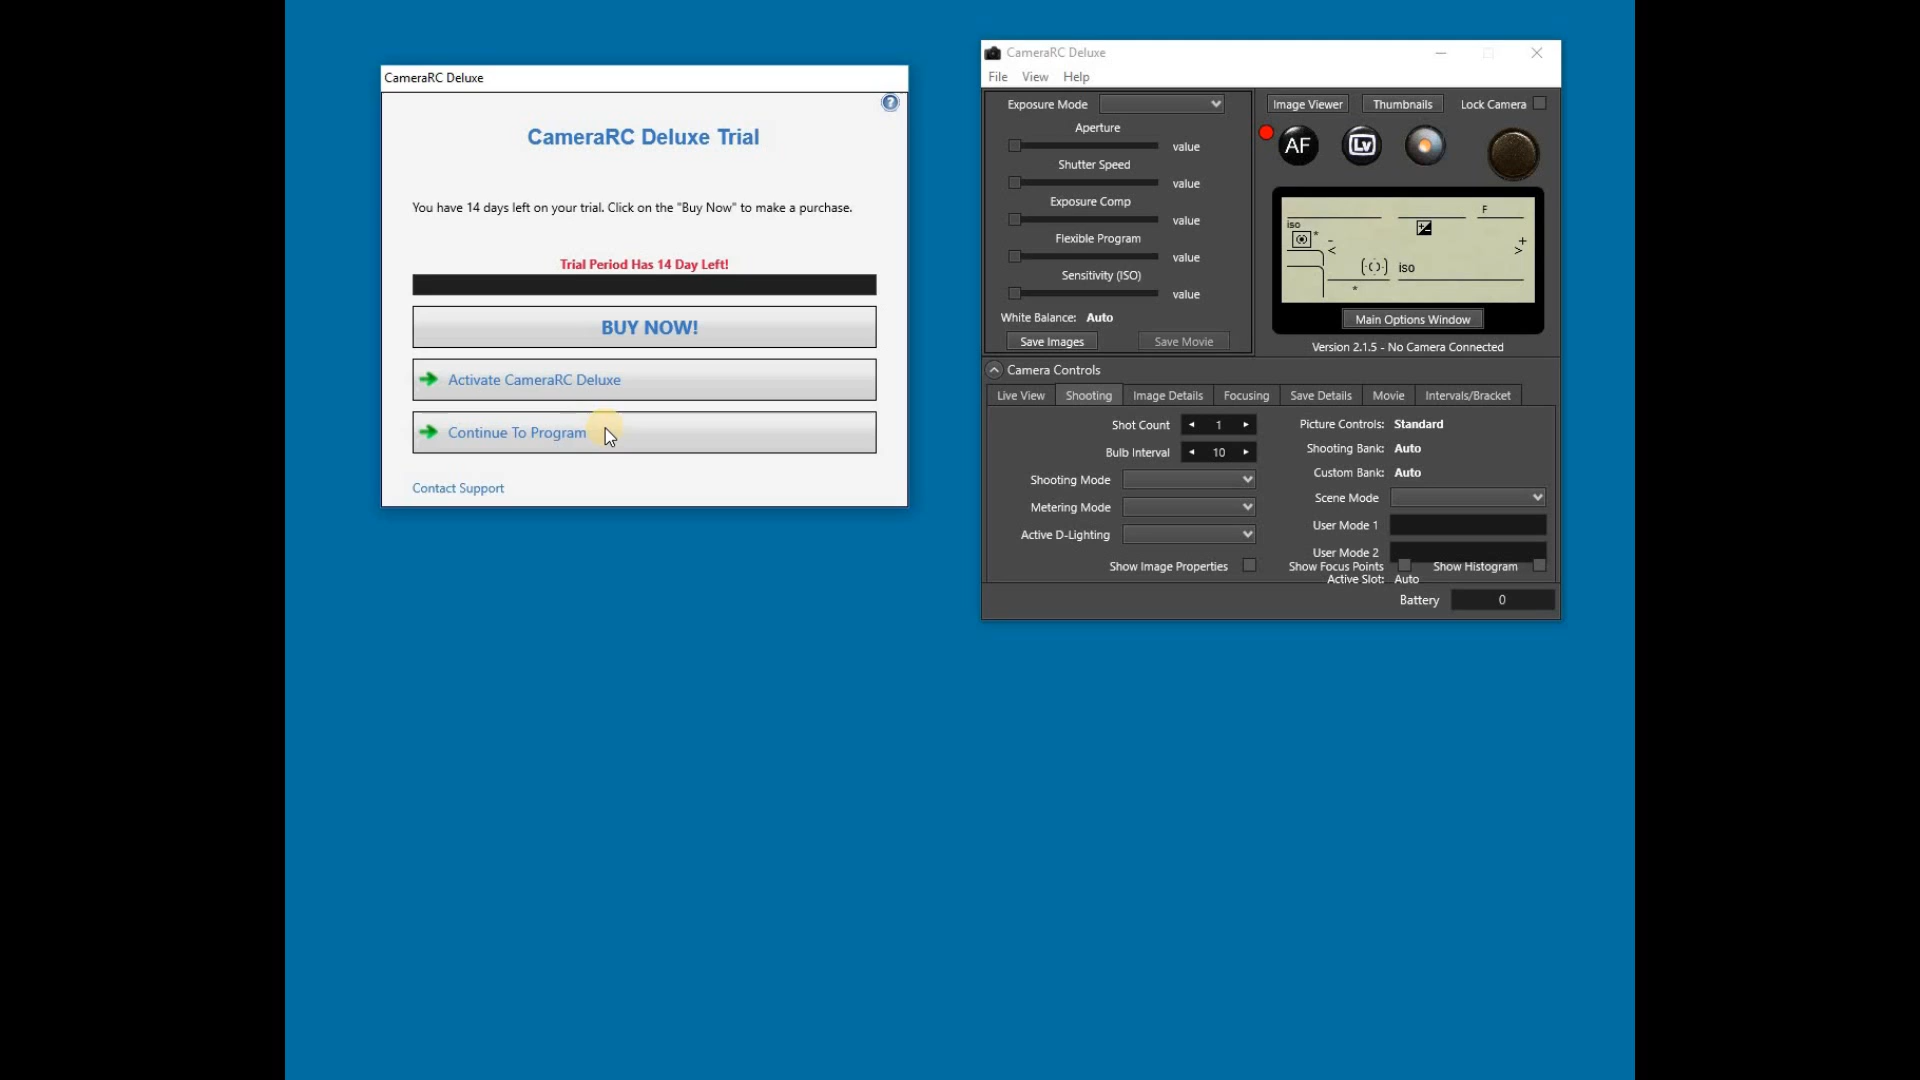 CameraRC Deluxe
CameraRC Deluxe Trial
You have 14 days left on your trial. Click on the "Buy Now" to make a purchase.
Trial Period Has 14 Day Left!
BUY NOW!
Activate CameraRC Deluxe
Continue To Program
Contact Support
CameraRC Deluxe
File View Help
Exposure Mode
Aperture
value
Shutter Speed
value
Exposure Comp
value
Flexible Program
value
Sensitivity (ISO)
value
White Balance: Auto
Save Images Save Movie
Image Viewer Thumbnails Lock Camera
AF Lv
F
iso
*
- +
< >
iso
*
Main Options Window
Version 2.1.5 - No Camera Connected
Camera Controls
Live View Shooting Image Details Focusing Save Details Movie Intervals/Bracket
Shot Count 1
Bulb Interval 10
Shooting Mode
Metering Mode
Active D-Lighting
Show Image Properties
Picture Controls: Standard
Shooting Bank: Auto
Custom Bank: Auto
Scene Mode
User Mode 1
User Mode 2
Show Focus Points Show Histogram
Active Slot: Auto
Battery 0